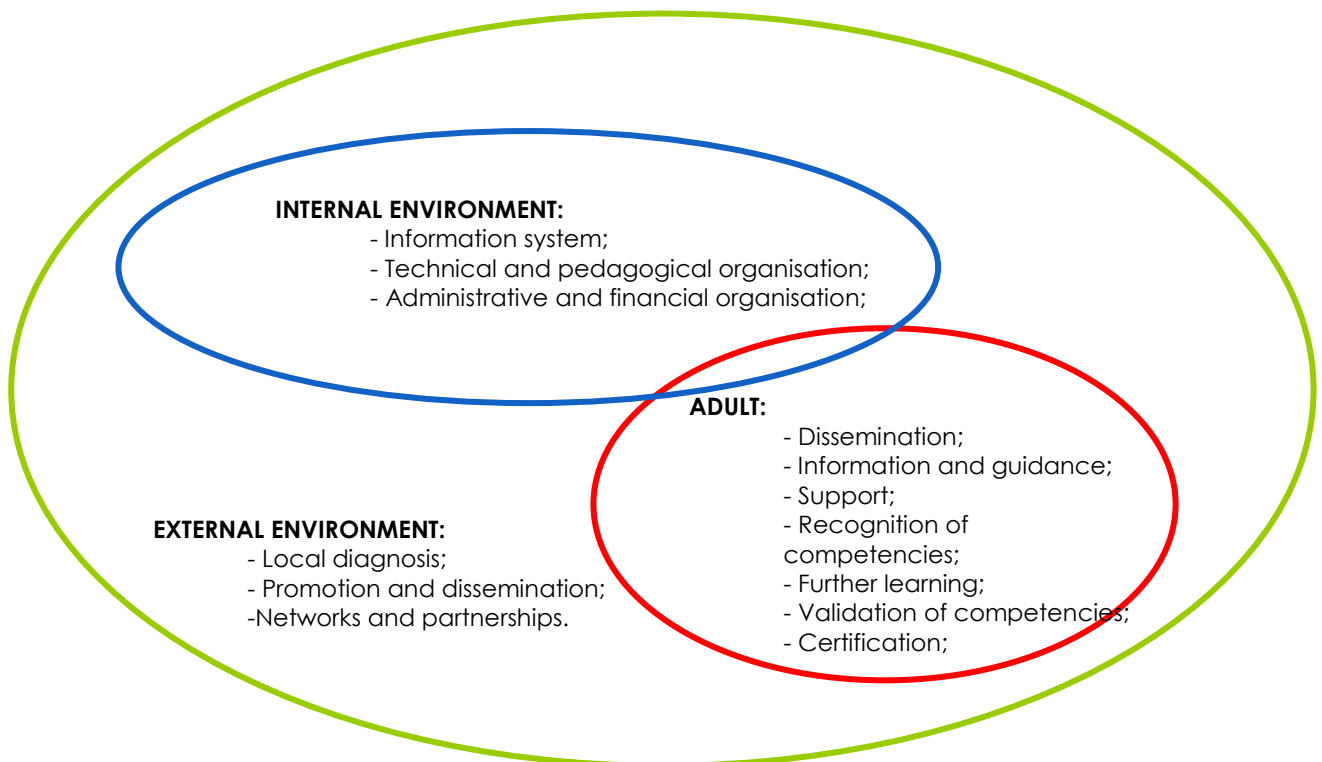 INTERNAL ENVIRONMENT:
- Information system;
- Technical and pedagogical organisation;
- Administrative and financial organisation;
ADULT:
- Dissemination;
- Information and guidance;
- Support;
- Recognition of
competencies;
- Further learning;
- Validation of competencies;
- Certification;
EXTERNAL ENVIRONMENT:
- Local diagnosis;
- Promotion and dissemination;
-Networks and partnerships.